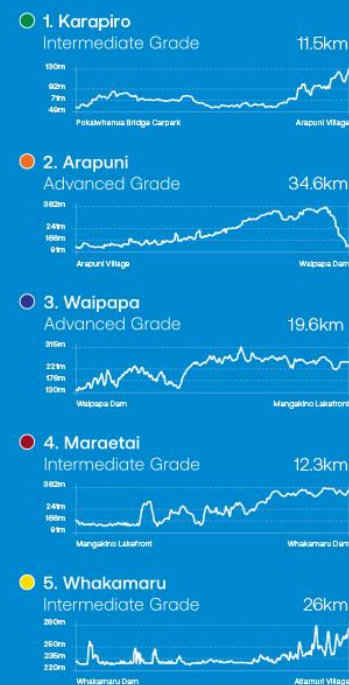 1. Karapiro
Intermediate Grade 11.5km
130m
92m
71m
49m
Pokaiwhenua Bridge Carpark Arapuni Village
2. Arapuni
Advanced Grade 34.6km
382m
241m
166m
91m
Arapuni Village Waipapa Dam
3. Waipapa
Advanced Grade 19.6km
315m
221m
176m
130m
Waipapa Dam Mangakino Lakefront
4. Maraetai
Intermediate Grade 12.3km
382m
241m
166m
91m
Mangakino Lakefront Whakamaru Dam
5. Whakamaru
Intermediate Grade 26km
280m
250m
235m
220m
Whakamaru Dam Atiamuri Village